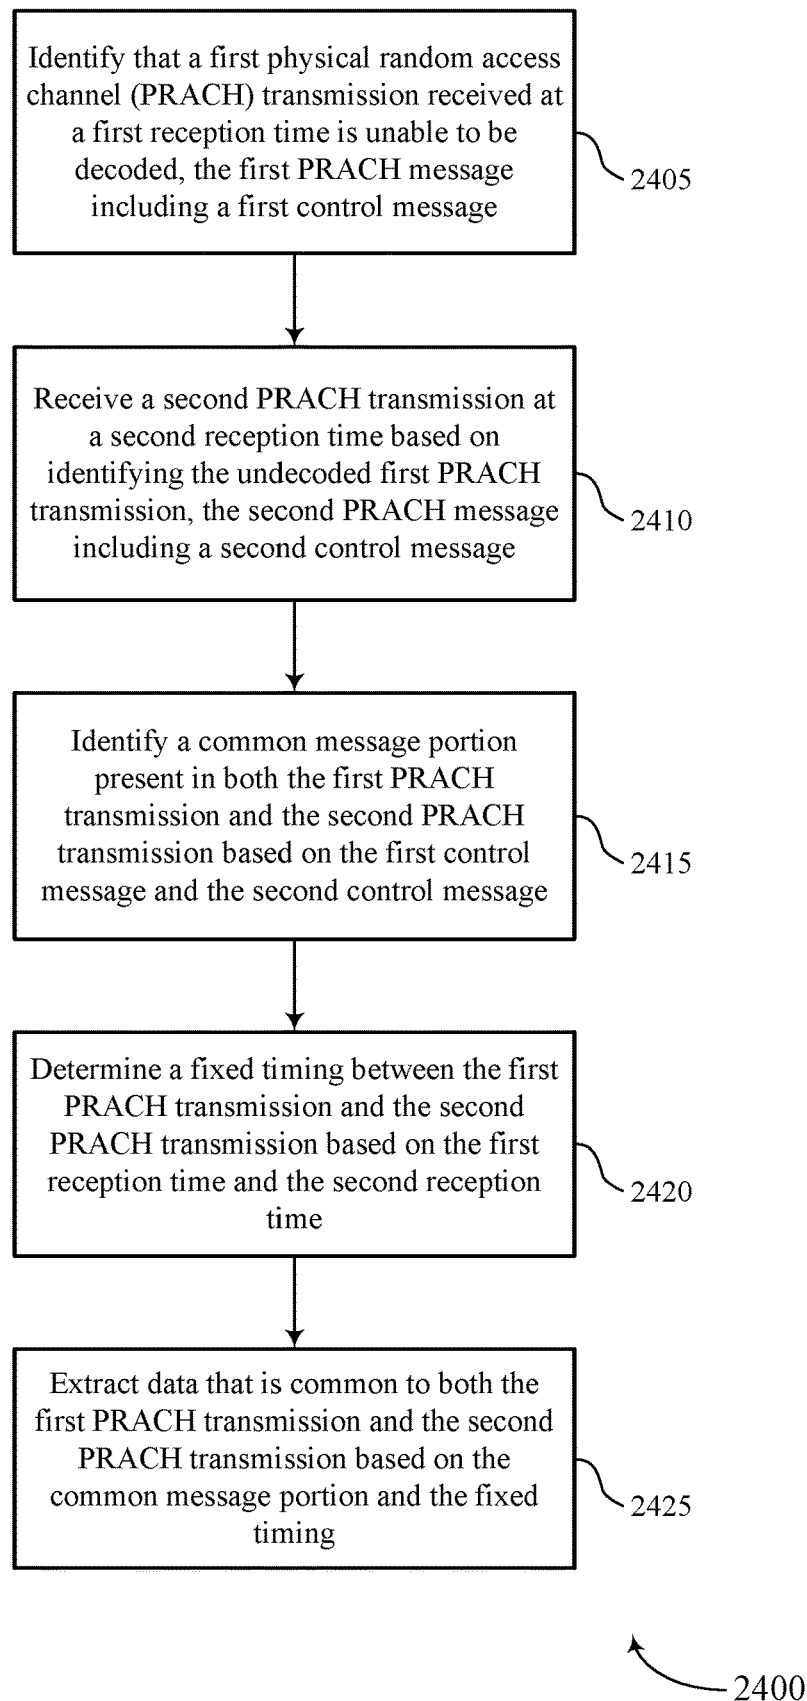 Identify that a first physical random access
channel (PRACH) transmission received at
a first reception time is unable to be
decoded, the first PRACH message
including a first control message
2405
Receive a second PRACH transmission at
a second reception time based on
identifying the undecoded first PRACH
transmission, the second PRACH message
including a second control message
2410
Identify a common message portion
present in both the first PRACH
transmission and the second PRACH
transmission based on the first control
message and the second control message
2415
Determine a fixed timing between the first
PRACH transmission and the second
PRACH transmission based on the first
reception time and the second reception
time
2420
Extract data that is common to both the
first PRACH transmission and the second
PRACH transmission based on the
common message portion and the fixed
timing
2425
2400